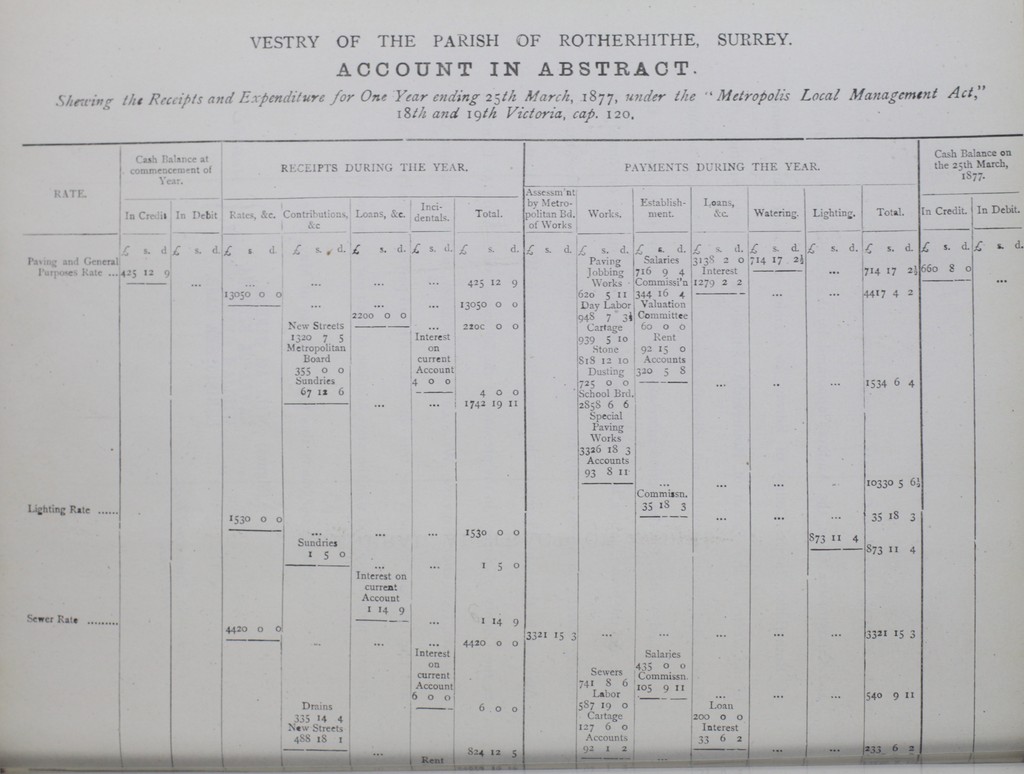 VESTRY OF THE PARISH OF ROTHERHITHE, SURREY.
ACCOUNT IN ABSTRACT.
Shewing the Receipts and Expenditure for One Year ending 25th March, 1877, under the "Metropolis Local Management Act,"
18th and 19th Victoria, cap. 120.
RATE.
Cash Balance at
commencement of
Year.
RECEIPTS DURING THE YEAR.
PAYMENTS DURING THE YEAR.
Cash Balance on
the 25th March,
1877.
In Credit In Debit Rates, &c. Contributions,
&c
Loans, &c. Inci-
dentals.
Total.
Assessm'nt
by Metro-
politan Bd.
of Works
Works.
Establish-
ment.
Loans,
&c.
Watering. Lighting. Total. In Credit. In Debit.
£ s. d £ s. d. £ s d. £ s. d. £ s. d. £ s. d. £ s. d. £ s. d. £ s. d. £ s. d. £ s. d. £ s. d. £ s. d. £ s. d. £ s. d. £ s. d.
Paving and General
Purposes Rate ...
425 12 9
... ... ... ... ... 425 12 9
13050 0 0
... ... ... 13050 0 0
2200 0 0
... 2200 0 0
New Streets
1320 7 5
Metropolitan
Board
355 0 0
Sundries
67 12 6
Interest
on
current
Account
4 0 0
4 0 0
... ... 1742 19 11
Paving
Jobbing
Works
620 5 11
Day Labor
948 7 3½
Cartage
939 5 10
Stone
818 12 10
Dusting
725 0 0
School Brd.
2858 6 6
Special
Paving
Works
3326 18 3
Accounts
93 8 11
Salaries
716 9 4
Commissi'n
344 16 4
Valuation
Committee
60 0 0
Rent
92 15 0
Accounts
320 5 8
3138 2 0
Interest
1279 2 2
714 17 2½
... 714 17 2½
... ... 4417 4 2
... .. ... 1534 6 4
... ... ... ... 10330 5 6½
660 8 0
...
Lighting Rate ......
1530 0 0
... ... ... 1530 0 0
Sundries
1 5 0
... ... 1 5 0
Interest on
current
Account
1 14 9
... 1 14 9
Commissn.
35 18 3
... ... ... 35 18 3
873 11 4
873 11 4
Sewer Rate .........
4420 0 0
... ... ... 4420 0 0
Interest
on
current
Account
6 0 0
6 0 0
Drains
335 14 4
New Streets
488 18 1
... 824 12 5
Rent
3321 15 3
... ... ... ... ... 3321 15 3
Sewers
741 8 6
Labor
587 19 0
Cartage
127 6 0
Accounts
92 1 2
Salaries
435 0 0
Commissn.
105 9 11
... ... ... 540 9 11
Loan
200 0 0
Interest
33 6 2
... ... 233 6 2